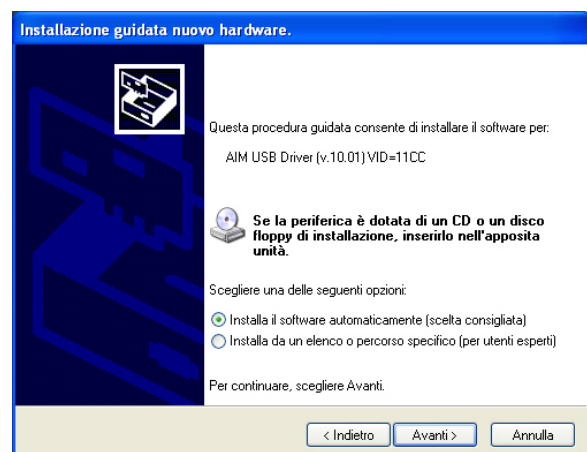 Installazione guidata nuovo hardware.
Questa procedura guidata consente di installare il software per:
AIM USB Driver (v.10.01) VID=11CC
Se la periferica è dotata di un CD o un disco
floppy di installazione, inserirlo nell'apposita
unità.
Scegliere una delle seguenti opzioni:
Installa il software automaticamente (scelta consigliata)
Installa da un elenco o percorso specifico (per utenti esperti)
Per continuare, scegliere Avanti.
< Indietro Avanti > Annulla